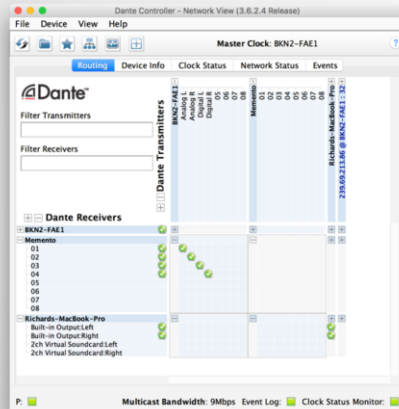 Dante Controller - Network View (3.6.2.4 Release)
File Device View Help
Master Clock: BKN2-FAE1
?
Routing Device Info Clock Status Network Status Events
Dante™
Filter Transmitters
Filter Receivers
Dante Transmitters
BKN2-FAE1
Analog L
Analog R
Digital L
Digital R
05
06
07
08
Memento
01
02
03
04
05
06
07
08
Richards-MacBook-Pro
239.69.213.86 @ BKN2-FAE1 : 32
Dante Receivers
BKN2-FAE1
Memento
01
02
03
04
05
06
07
08
Richards-MacBook-Pro
Built-in Output:Left
Built-in Output:Right
2ch Virtual Soundcard:Left
2ch Virtual Soundcard:Right
P: Multicast Bandwidth: 9Mbps Event Log: Clock Status Monitor: